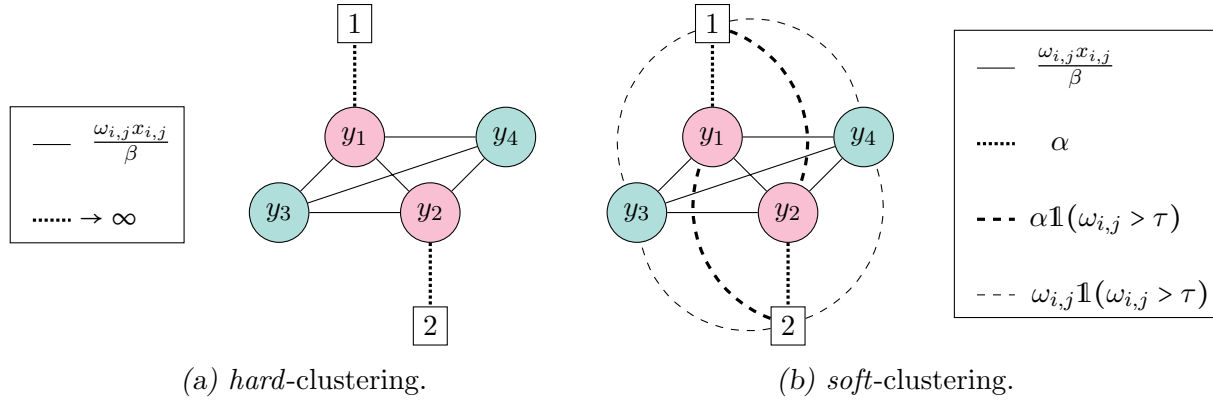 ω_{i,j} x_{i,j} / β
→ ∞
1
y₁
y₄
y₃
y₂
2
(a) hard-clustering.
1
y₁
y₄
y₃
y₂
2
(b) soft-clustering.
ω_{i,j} x_{i,j} / β
α
α𝟙(ω_{i,j} > τ)
ω_{i,j}𝟙(ω_{i,j} > τ)